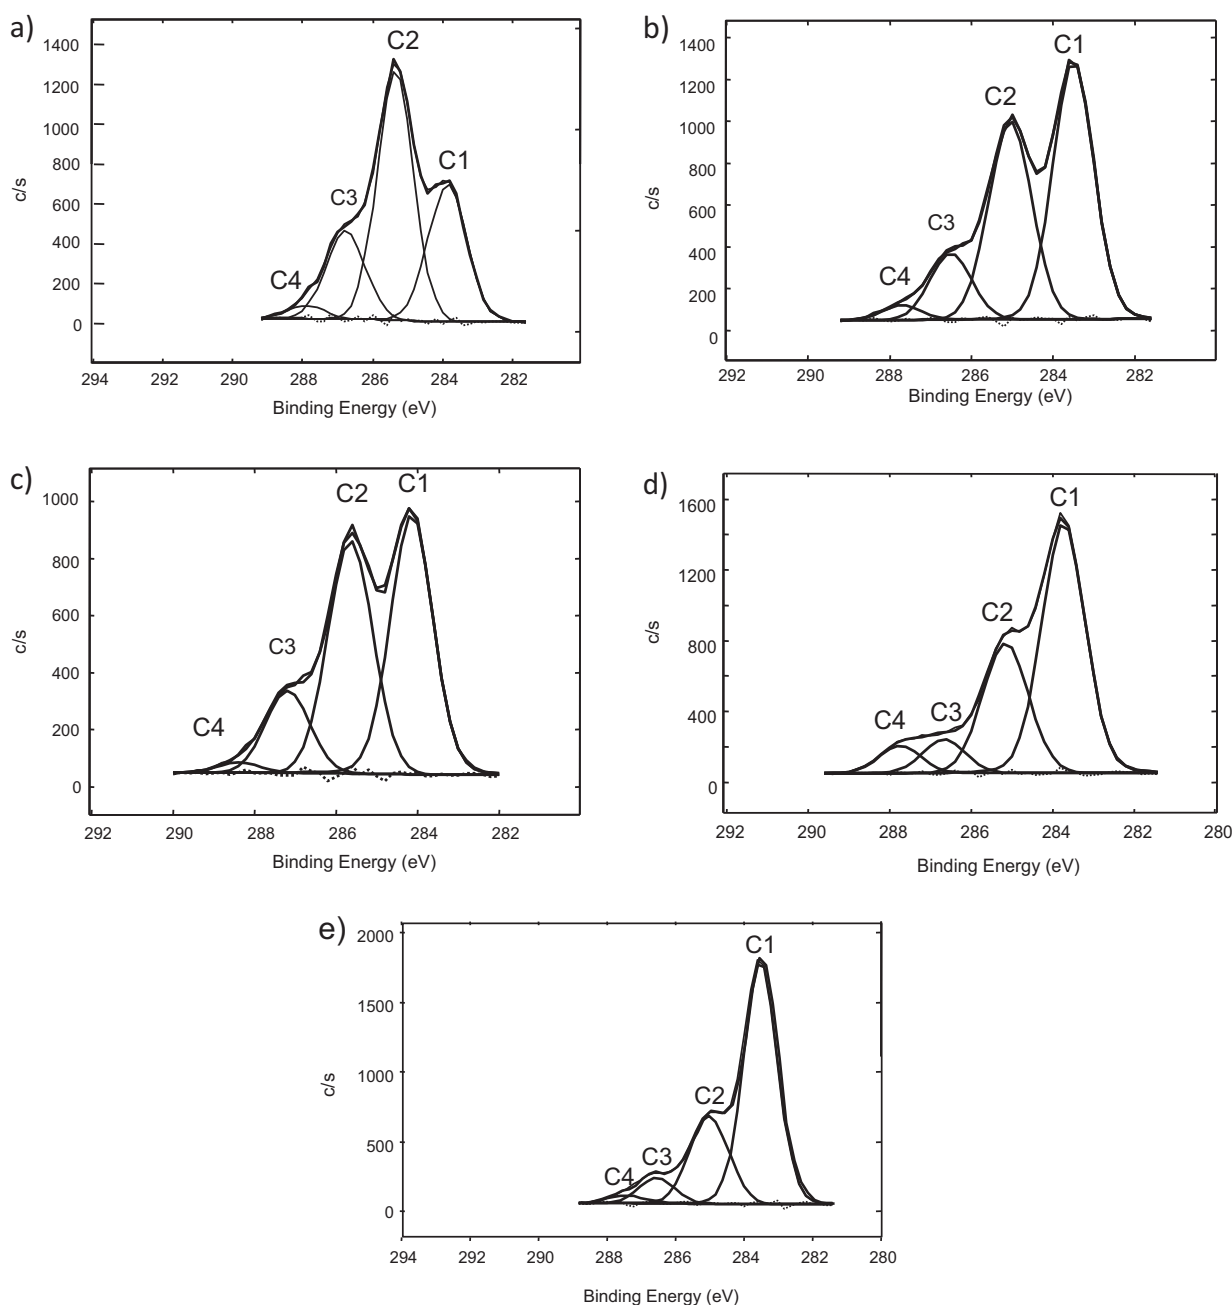 a)
C2
C1
C3
C4
1400
1200
1000
800
600
400
200
0
c/s
294 292 290 288 286 284 282
Binding Energy (eV)
b)
C1
C2
C3
C4
1400
1200
1000
800
600
400
200
0
c/s
292 290 288 286 284 282
Binding Energy (eV)
c)
C2
C1
C3
C4
1000
800
600
400
200
0
c/s
292 290 288 286 284 282
Binding Energy (eV)
d)
C1
C2
C4
C3
1600
1200
800
400
0
c/s
292 290 288 286 284 282 280
Binding Energy (eV)
e)
C1
C2
C3
C4
2000
1500
1000
500
0
c/s
294 292 290 288 286 284 282 280
Binding Energy (eV)